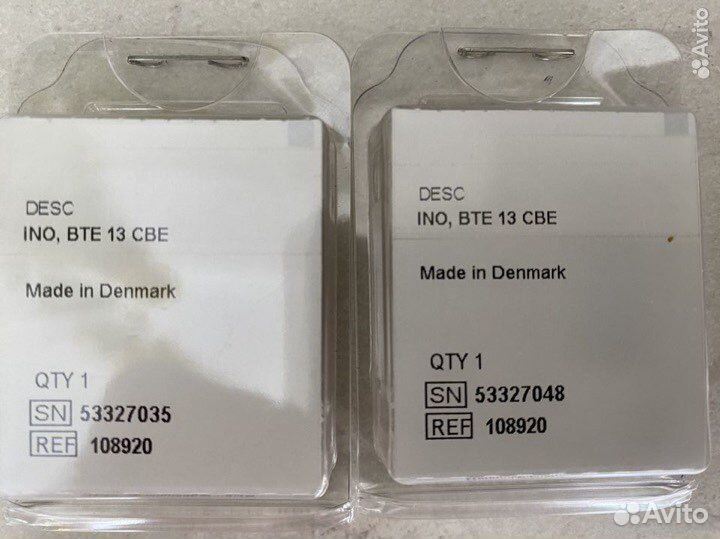 DESC
INO, BTE 13 CBE
Made in Denmark
QTY 1
SN 53327035
REF 108920
DESC
INO, BTE 13 CBE
Made in Denmark
QTY 1
SN 53327048
REF 108920
Avito
Avito